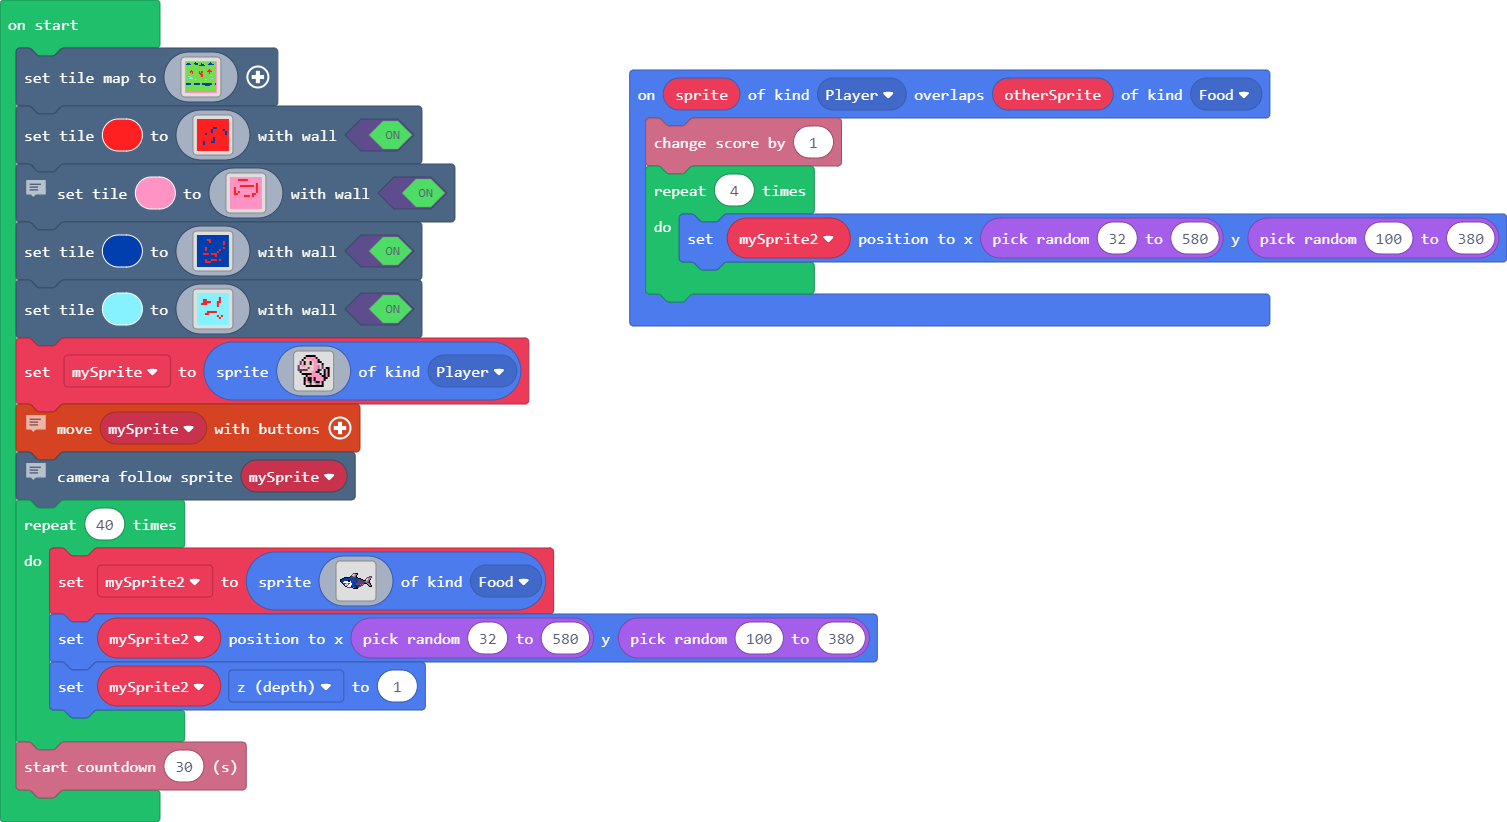 on start
set tile map to
set tile to with wall ON
set tile to with wall ON
set tile to with wall ON
set tile to with wall ON
set mySprite to sprite of kind Player
move mySprite with buttons
camera follow sprite mySprite
repeat 40 times
do
set mySprite2 to sprite of kind Food
set mySprite2 position to x pick random 32 to 580 y pick random 100 to 380
set mySprite2 z (depth) to 1
start countdown 30 (s)
on sprite of kind Player overlaps otherSprite of kind Food
change score by 1
repeat 4 times
do set mySprite2 position to x pick random 32 to 580 y pick random 100 to 380